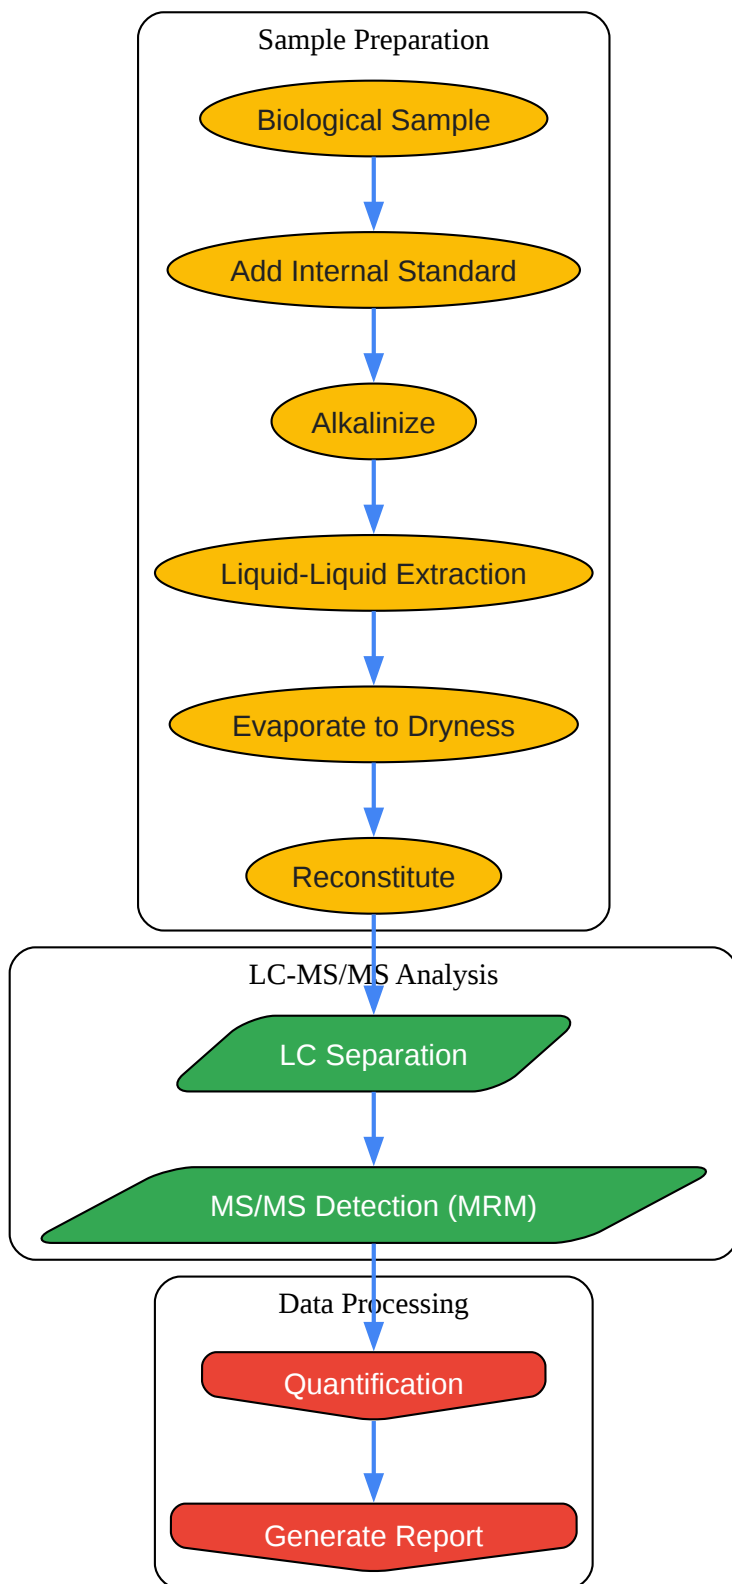 Sample Preparation
Biological Sample
Add Internal Standard
Alkalinize
Liquid-Liquid Extraction
Evaporate to Dryness
Reconstitute
LC-MS/MS Analysis
LC Separation
MS/MS Detection (MRM)
Data Processing
Quantification
Generate Report